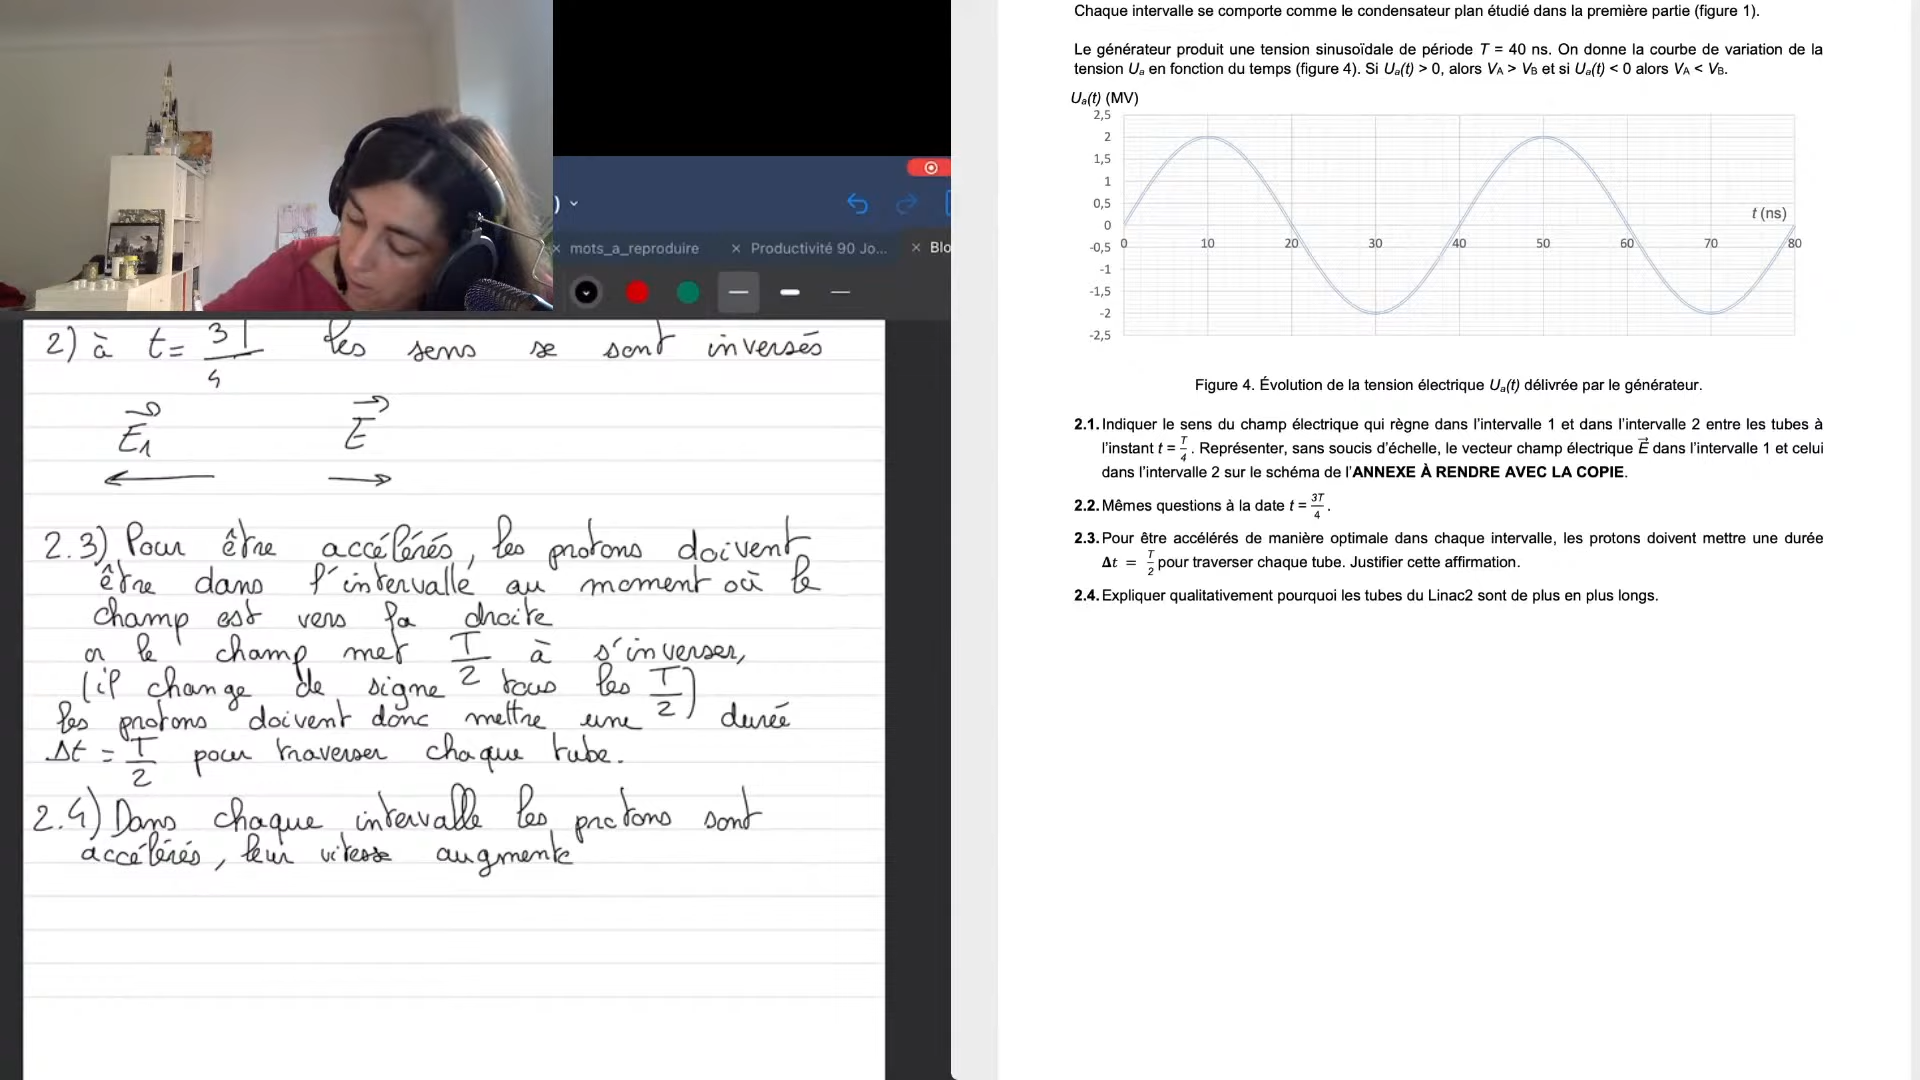 ) ⌄
× mots_a_reproduire × Productivité 90 Jo... × Blo
2) à t= 3T/4 les sens se sont inversés
E₁ E
2.3) Pour être accélérés, les protons doivent
être dans l'intervalle au moment où le
champ est vers la droite
or le champ met T/2 à s'inverser,
(il change de signe tous les T/2)
les protons doivent donc mettre une durée
Δt = T/2 pour traverser chaque tube.
2.4) Dans chaque intervalle les protons sont
accélérés, leur vitesse augmente
Chaque intervalle se comporte comme le condensateur plan étudié dans la première partie (figure 1).
Le générateur produit une tension sinusoïdale de période T = 40 ns. On donne la courbe de variation de la
tension Uₐ en fonction du temps (figure 4). Si Uₐ(t) > 0, alors VA > VB et si Uₐ(t) < 0 alors VA < VB.
Uₐ(t) (MV)
2,5
2
1,5
1
0,5
0
-0,5
-1
-1,5
-2
-2,5
t (ns)
0 10 20 30 40 50 60 70 80
Figure 4. Évolution de la tension électrique Uₐ(t) délivrée par le générateur.
2.1. Indiquer le sens du champ électrique qui règne dans l'intervalle 1 et dans l'intervalle 2 entre les tubes à
l'instant t = T/4. Représenter, sans soucis d'échelle, le vecteur champ électrique E⃗ dans l'intervalle 1 et celui
dans l'intervalle 2 sur le schéma de l'ANNEXE À RENDRE AVEC LA COPIE.
2.2. Mêmes questions à la date t = 3T/4.
2.3. Pour être accélérés de manière optimale dans chaque intervalle, les protons doivent mettre une durée
Δt = T/2 pour traverser chaque tube. Justifier cette affirmation.
2.4. Expliquer qualitativement pourquoi les tubes du Linac2 sont de plus en plus longs.